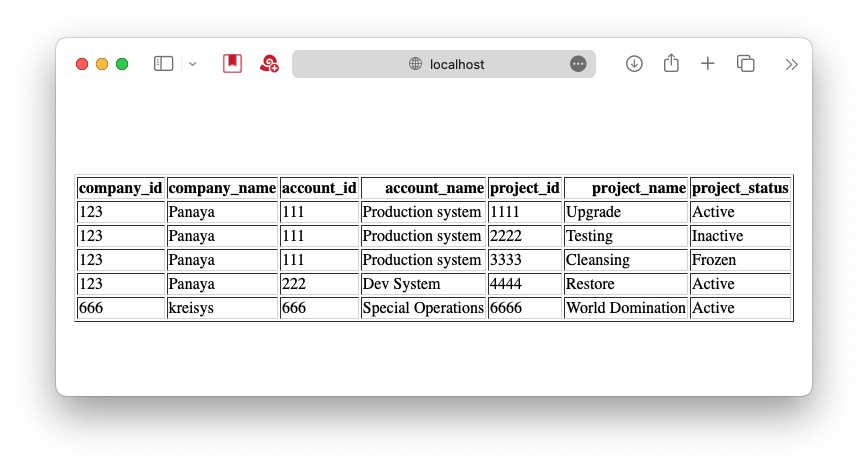 localhost
company_id company_name account_id account_name project_id project_name project_status
123 Panaya 111 Production system 1111 Upgrade Active
123 Panaya 111 Production system 2222 Testing Inactive
123 Panaya 111 Production system 3333 Cleansing Frozen
123 Panaya 222 Dev System 4444 Restore Active
666 kreisys 666 Special Operations 6666 World Domination Active